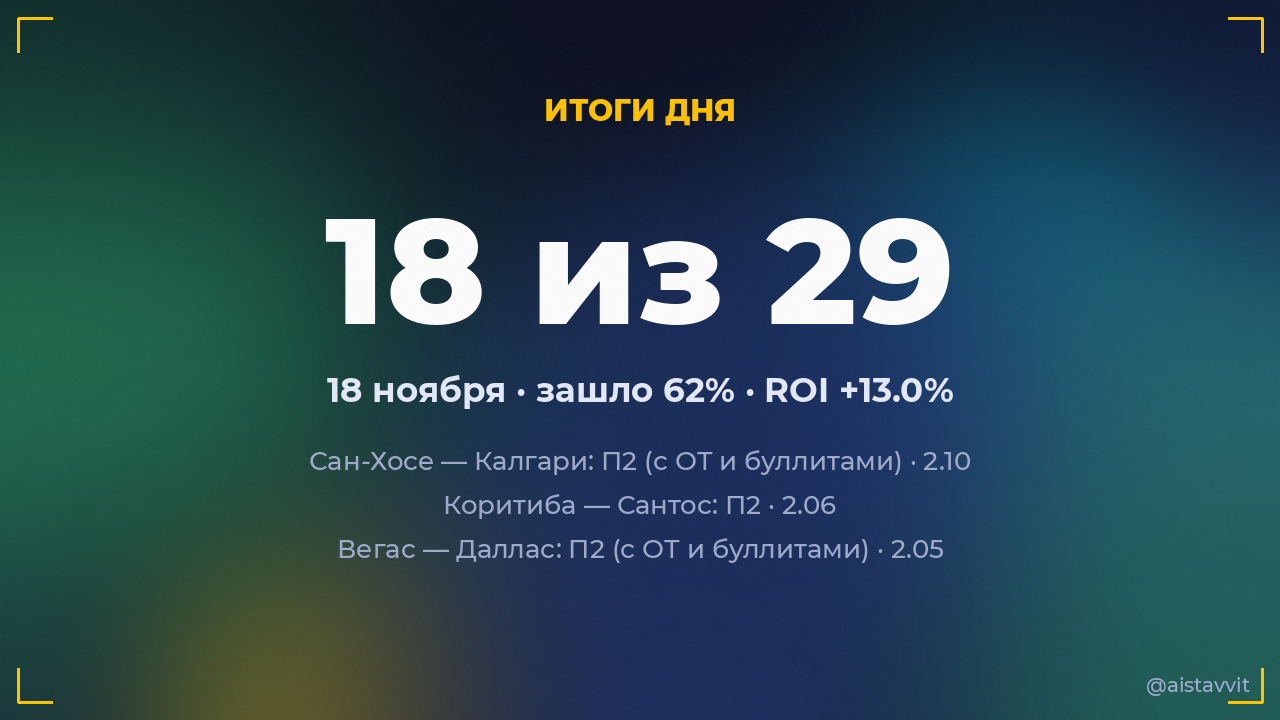 ИТОГИ ДНЯ
18 из 29
18 ноября · зашло 62% · ROI +13.0%
Сан-Хосе — Калгари: П2 (с ОТ и буллитами) · 2.10
Коритиба — Сантос: П2 · 2.06
Вегас — Даллас: П2 (с ОТ и буллитами) · 2.05
@aistavvit